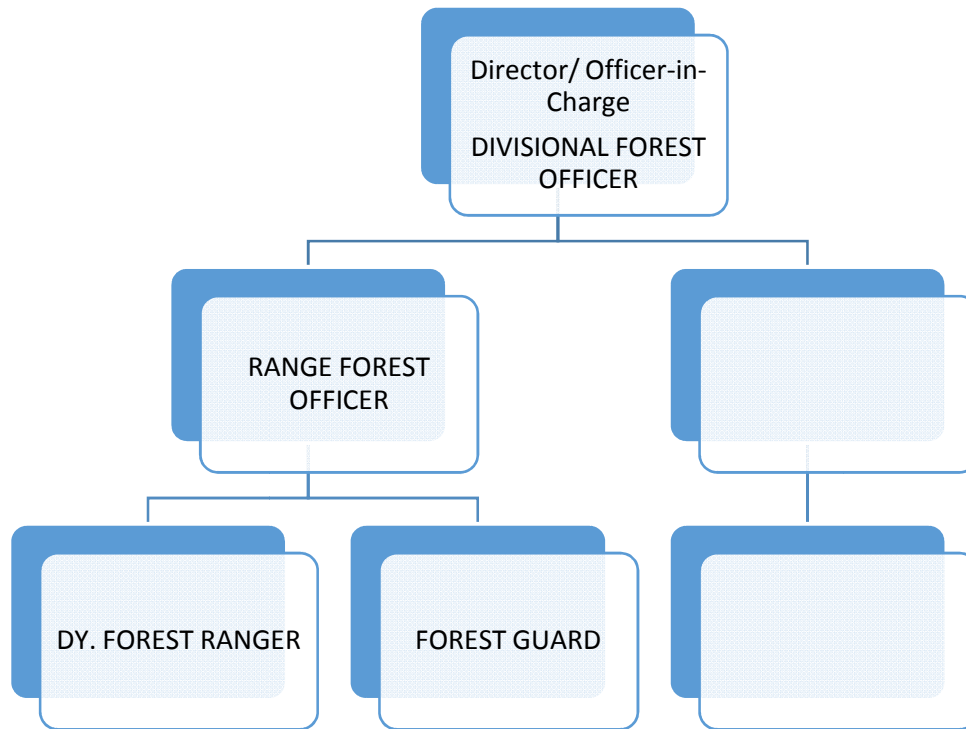 Director/ Officer-in-
Charge
DIVISIONAL FOREST
OFFICER
RANGE FOREST
OFFICER
DY. FOREST RANGER
FOREST GUARD